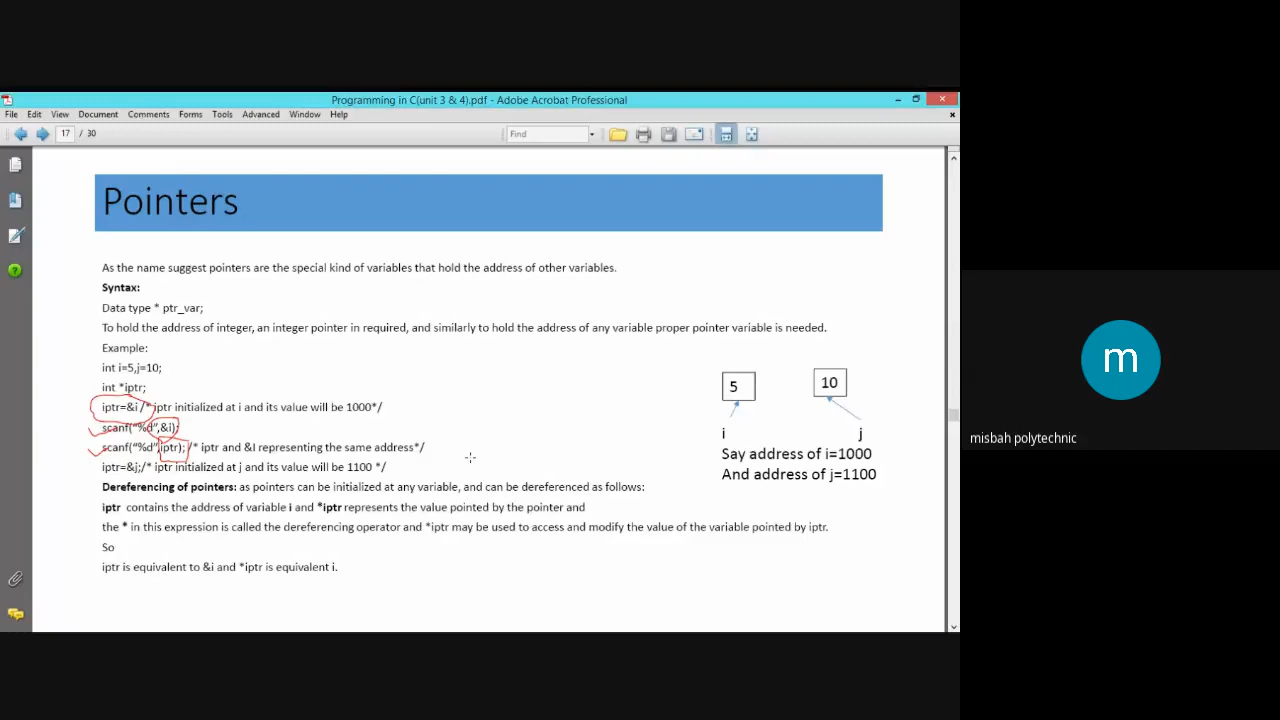 Programming in C(unit 3 & 4).pdf - Adobe Acrobat Professional
File Edit View Document Comments Forms Tools Advanced Window Help
17 / 30 Find
Pointers
As the name suggest pointers are the special kind of variables that hold the address of other variables.
Syntax:
Data type * ptr_var;
To hold the address of integer, an integer pointer in required, and similarly to hold the address of any variable proper pointer variable is needed.
Example:
int i=5,j=10;
int *iptr;
iptr=&i /* iptr initialized at i and its value will be 1000*/
scanf("%d",&i);
scanf("%d",iptr); /* iptr and &I representing the same address*/
iptr=&j;/* iptr initialized at j and its value will be 1100 */
Dereferencing of pointers: as pointers can be initialized at any variable, and can be dereferenced as follows:
iptr contains the address of variable i and *iptr represents the value pointed by the pointer and
the * in this expression is called the dereferencing operator and *iptr may be used to access and modify the value of the variable pointed by iptr.
So
iptr is equivalent to &i and *iptr is equivalent i.
5 10
i j
Say address of i=1000
And address of j=1100
m
misbah polytechnic